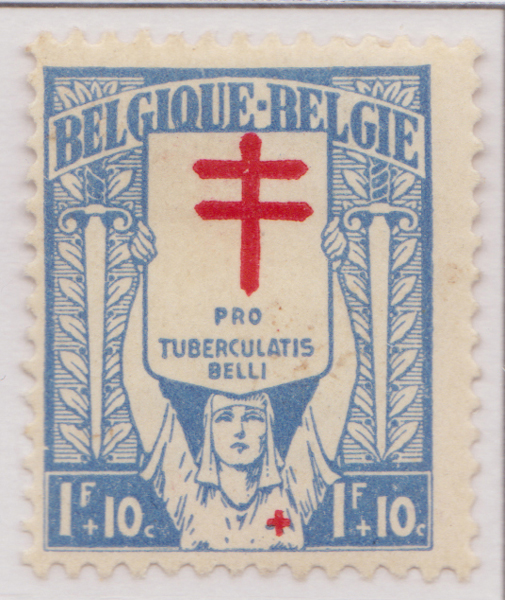 BELGIQUE-BELGIE
PRO
TUBERCULATIS
BELLI
1F + 10c
1F + 10c